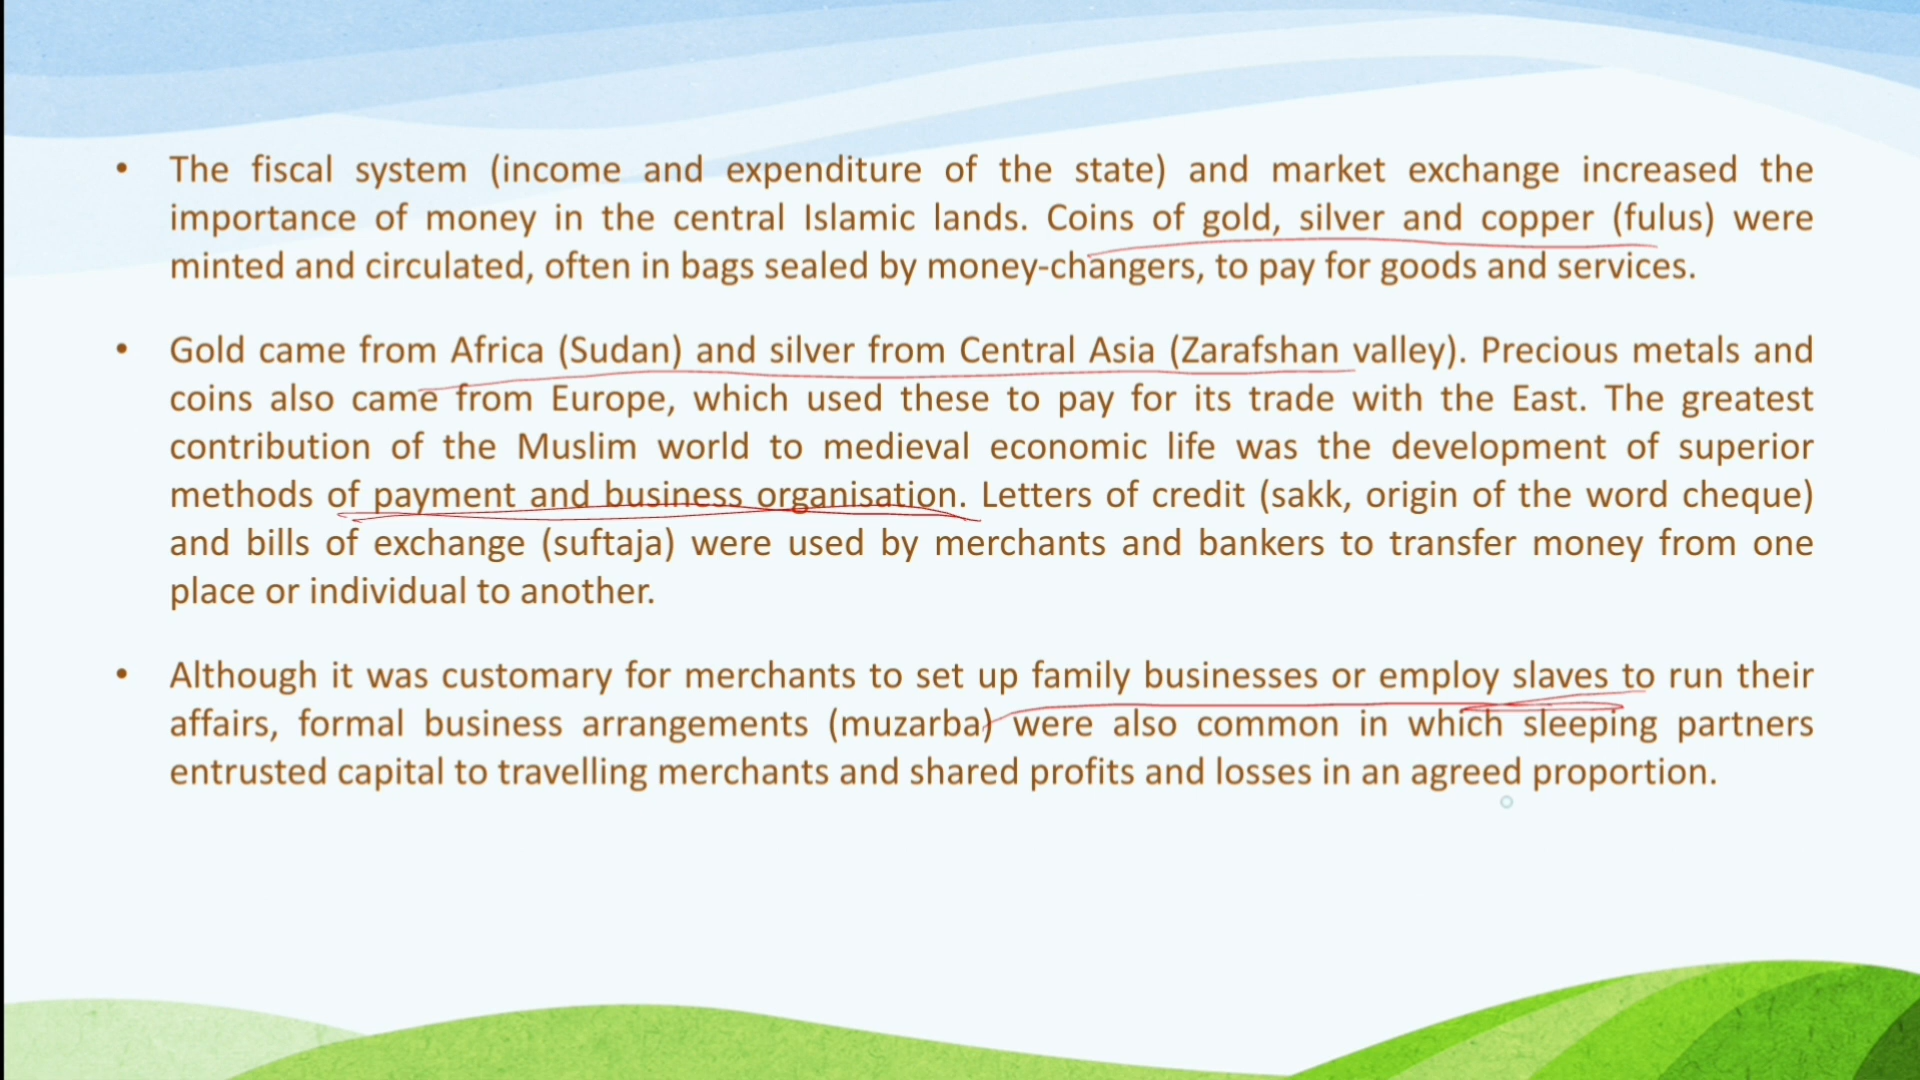 • The fiscal system (income and expenditure of the state) and market exchange increased the
importance of money in the central Islamic lands. Coins of gold, silver and copper (fulus) were
minted and circulated, often in bags sealed by money-changers, to pay for goods and services.
• Gold came from Africa (Sudan) and silver from Central Asia (Zarafshan valley). Precious metals and
coins also came from Europe, which used these to pay for its trade with the East. The greatest
contribution of the Muslim world to medieval economic life was the development of superior
methods of payment and business organisation. Letters of credit (sakk, origin of the word cheque)
and bills of exchange (suftaja) were used by merchants and bankers to transfer money from one
place or individual to another.
• Although it was customary for merchants to set up family businesses or employ slaves to run their
affairs, formal business arrangements (muzarba) were also common in which sleeping partners
entrusted capital to travelling merchants and shared profits and losses in an agreed proportion.